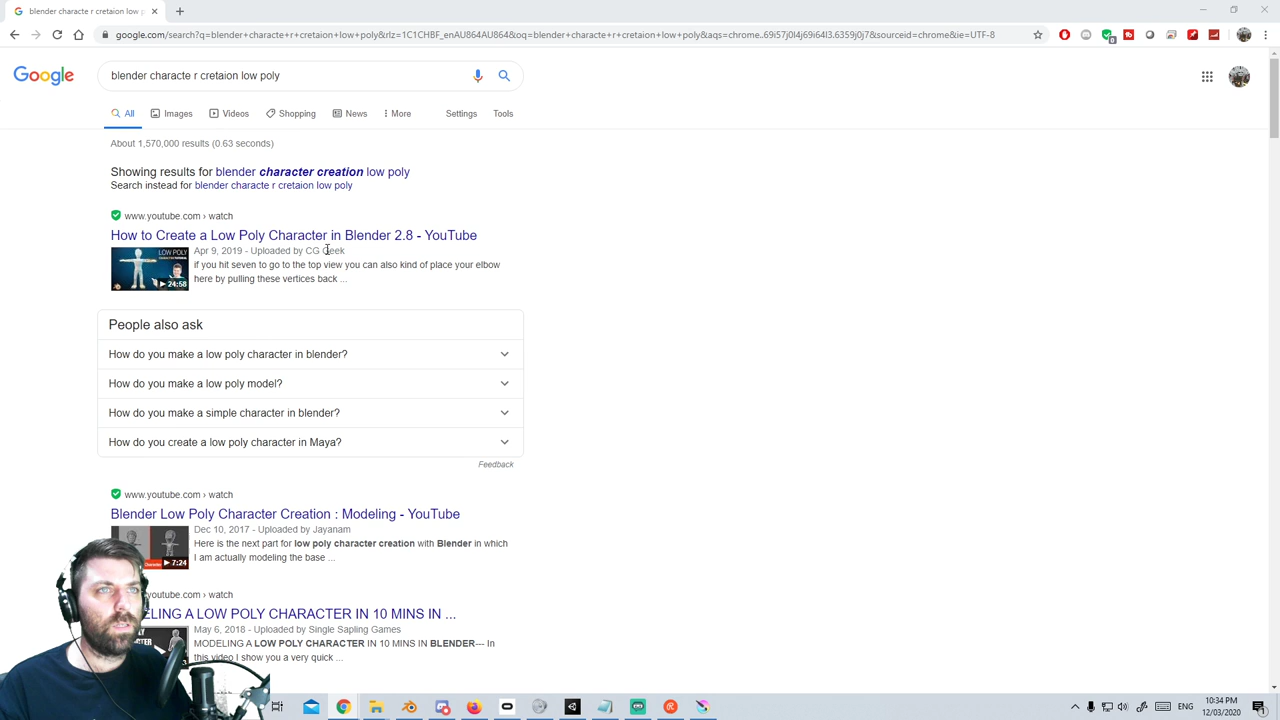 blender characte r cretaion low p
google.com/search?q=blender+characte+r+cretaion+low+poly&rlz=1C1CHBF_enAU864AU864&oq=blender+characte+r+cretaion+low+poly&aqs=chrome..69i57j0l4j69i64l3.6359j0j7&sourceid=chrome&ie=UTF-8
Google
blender characte r cretaion low poly
All Images Videos Shopping News More Settings Tools
About 1,570,000 results (0.63 seconds)
Showing results for blender character creation low poly
Search instead for blender characte r cretaion low poly
www.youtube.com › watch
How to Create a Low Poly Character in Blender 2.8 - YouTube
LOW POLY
24:58
Apr 9, 2019 - Uploaded by CG Geek
if you hit seven to go to the top view you can also kind of place your elbow
here by pulling these vertices back ...
People also ask
How do you make a low poly character in blender?
How do you make a low poly model?
How do you make a simple character in blender?
How do you create a low poly character in Maya?
Feedback
www.youtube.com › watch
Blender Low Poly Character Creation : Modeling - YouTube
7:24
Dec 10, 2017 - Uploaded by Jayanam
Here is the next part for low poly character creation with Blender in which
I am actually modeling the base ...
.youtube.com › watch
ELING A LOW POLY CHARACTER IN 10 MINS IN ...
May 6, 2018 - Uploaded by Single Sapling Games
MODELING A LOW POLY CHARACTER IN 10 MINS IN BLENDER--- In
this video I show you a very quick ...
ENG
10:34 PM
12/03/2020